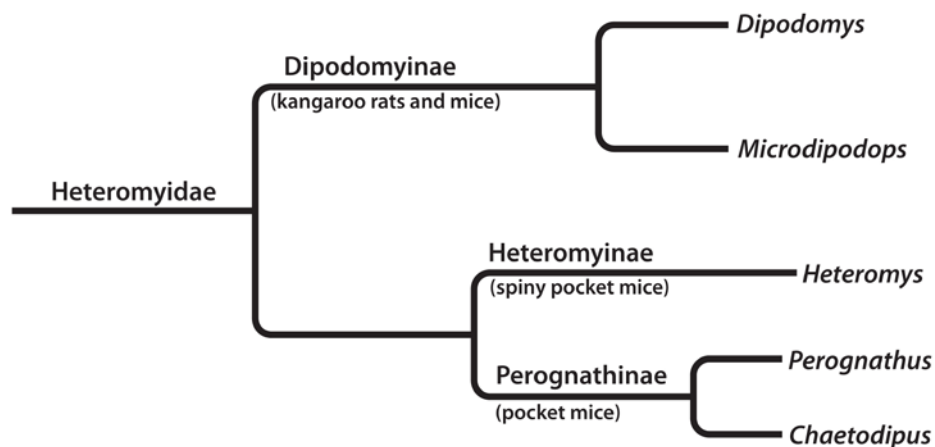 Dipodomys
Dipodomyinae
(kangaroo rats and mice)
Microdipodops
Heteromyidae
Heteromyinae
(spiny pocket mice)
Heteromys
Perognathus
Perognathinae
(pocket mice)
Chaetodipus